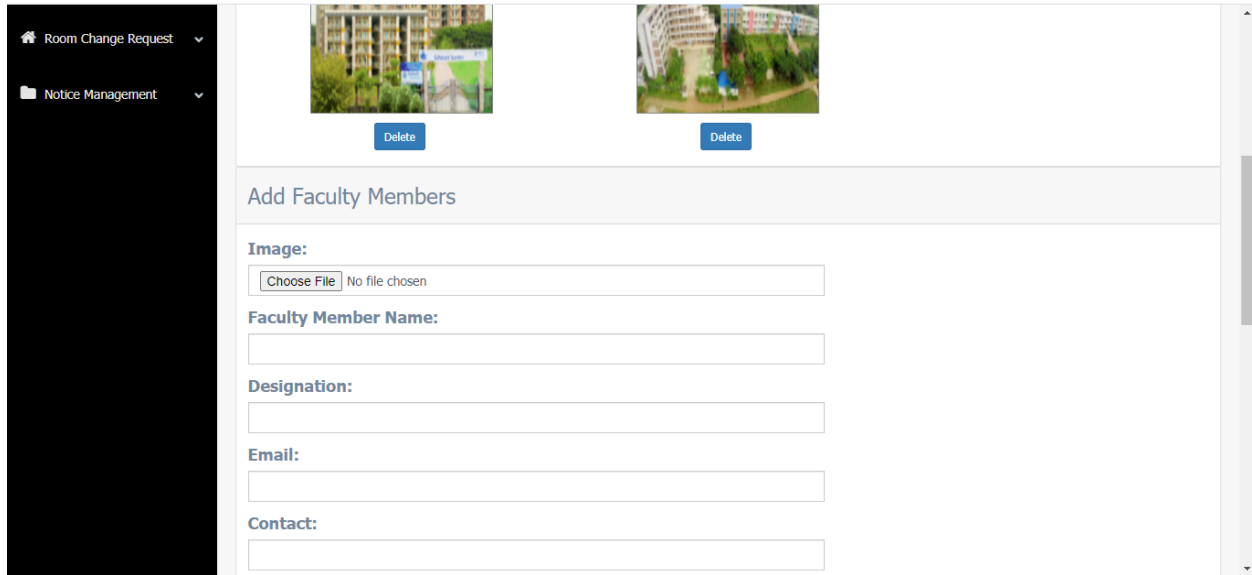 Room Change Request
Notice Management
Delete
Delete
Add Faculty Members
Image:
Choose File No file chosen
Faculty Member Name:
Designation:
Email:
Contact: